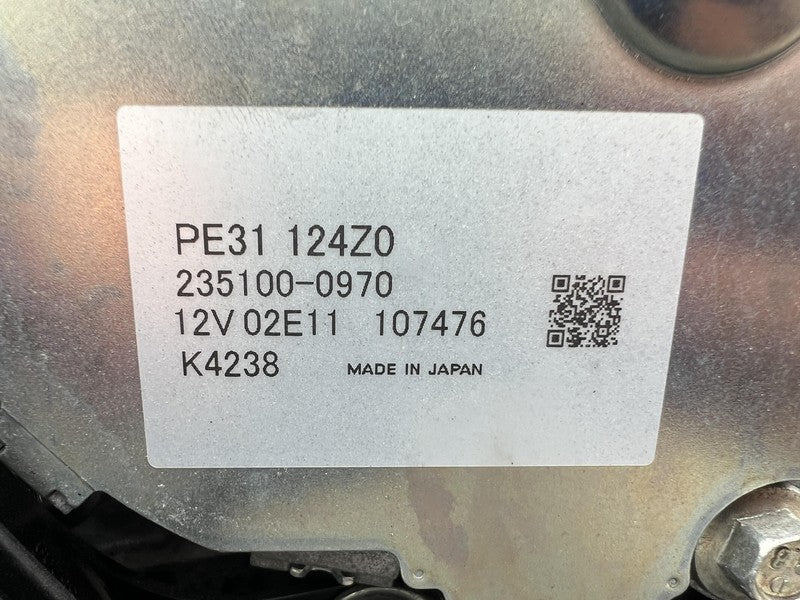 PE31 124Z0
235100-0970
12V 02E11 107476
K4238 MADE IN JAPAN